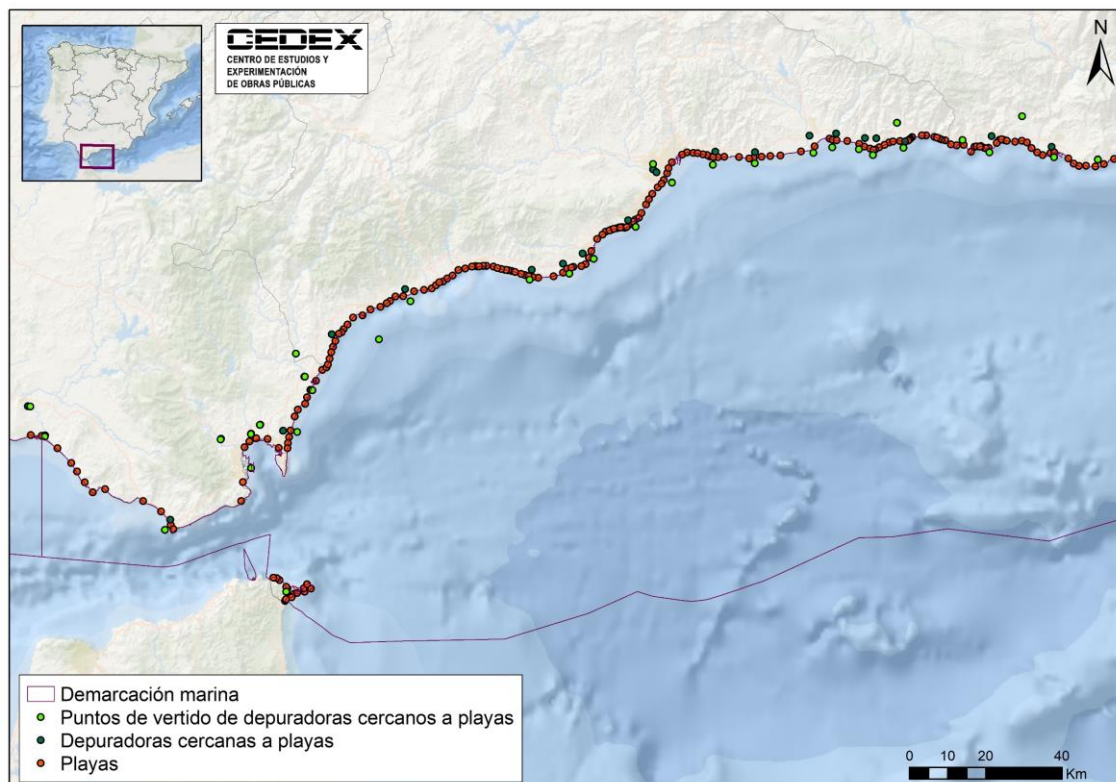 CEDEX
CENTRO DE ESTUDIOS Y
EXPERIMENTACIÓN
DE OBRAS PÚBLICAS
N
Demarcación marina
Puntos de vertido de depuradoras cercanos a playas
Depuradoras cercanas a playas
Playas
0 10 20 40
Km